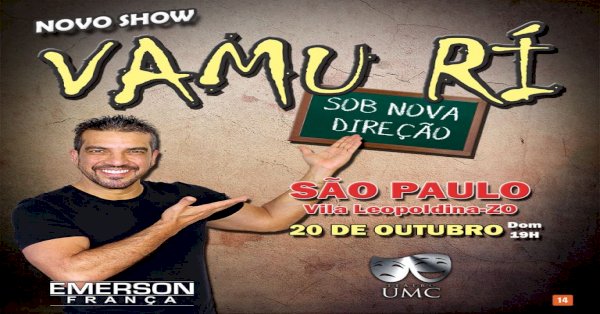 NOVO SHOW
VAMU RÍ
SOB NOVA
DIREÇÃO
SÃO PAULO
Vila Leopoldina-ZO
20 DE OUTUBRO Dom 19H
EMERSON
FRANÇA
TEATRO
UMC
14